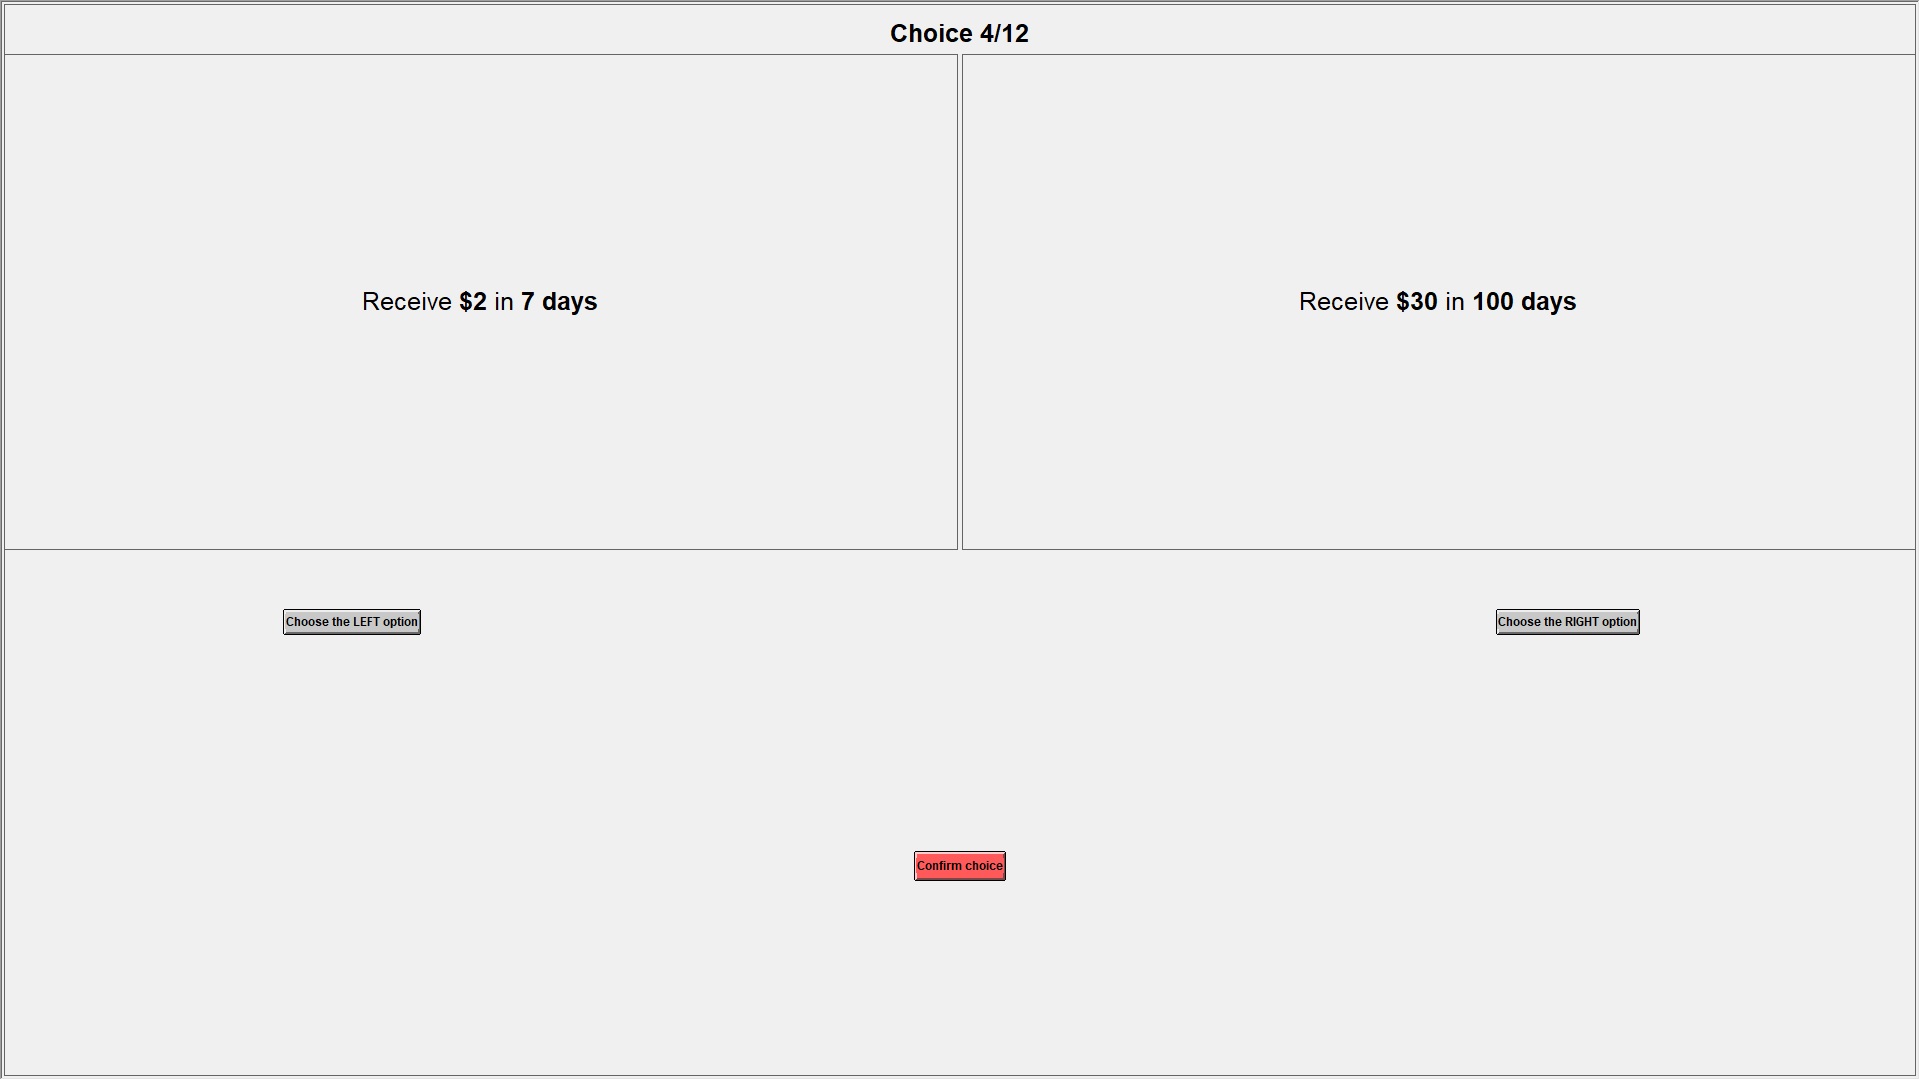 Choice 4/12
Receive $2 in 7 days
Receive $30 in 100 days
Choose the LEFT option
Choose the RIGHT option
Confirm choice